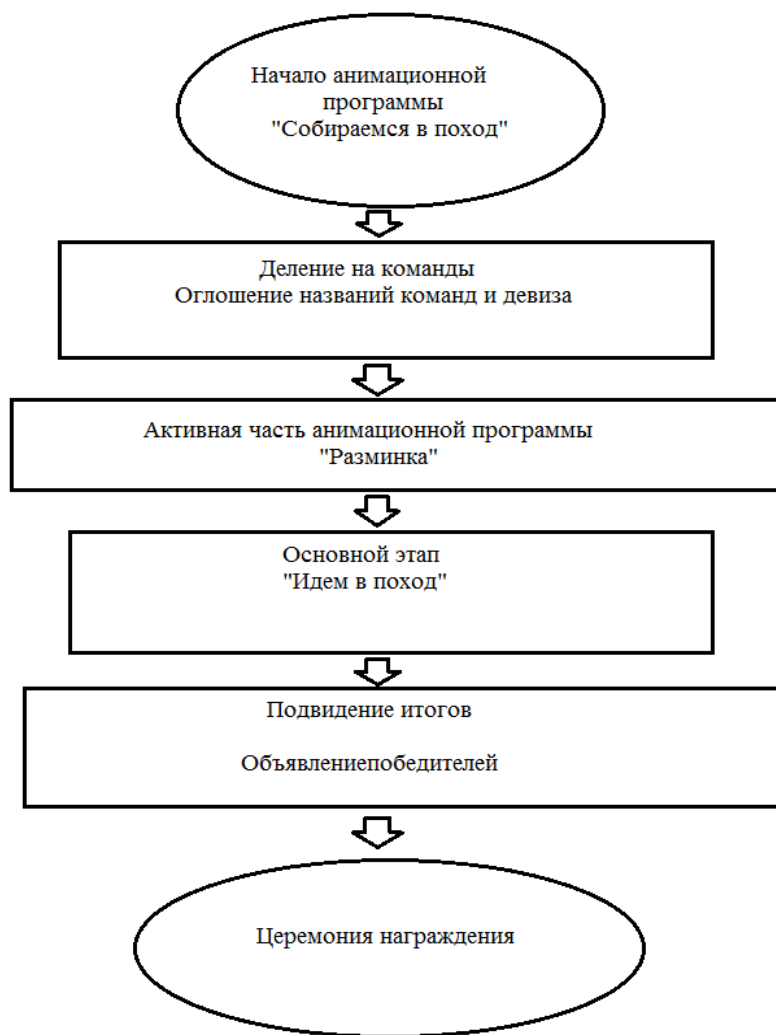 Начало анимационной
программы
"Собираемся в поход"
Деление на команды
Оглошение названий команд и девиза
Активная часть анимационной программы
"Разминка"
Основной этап
"Идем в поход"
Подвидение итогов
Объявлениепобедителей
Церемония награждения